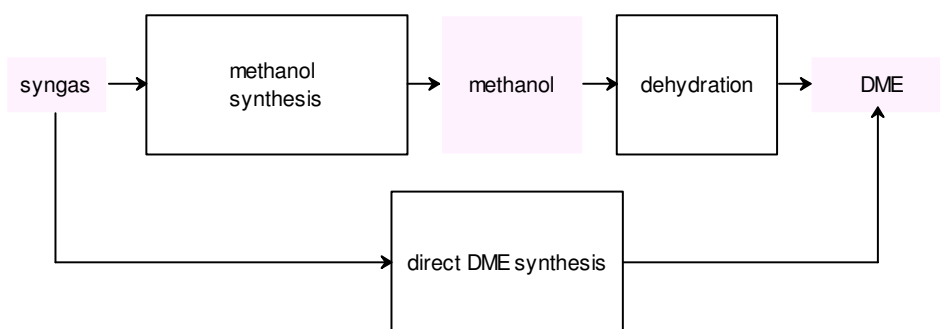 syngas
methanol
synthesis
methanol
dehydration
DME
direct DME synthesis